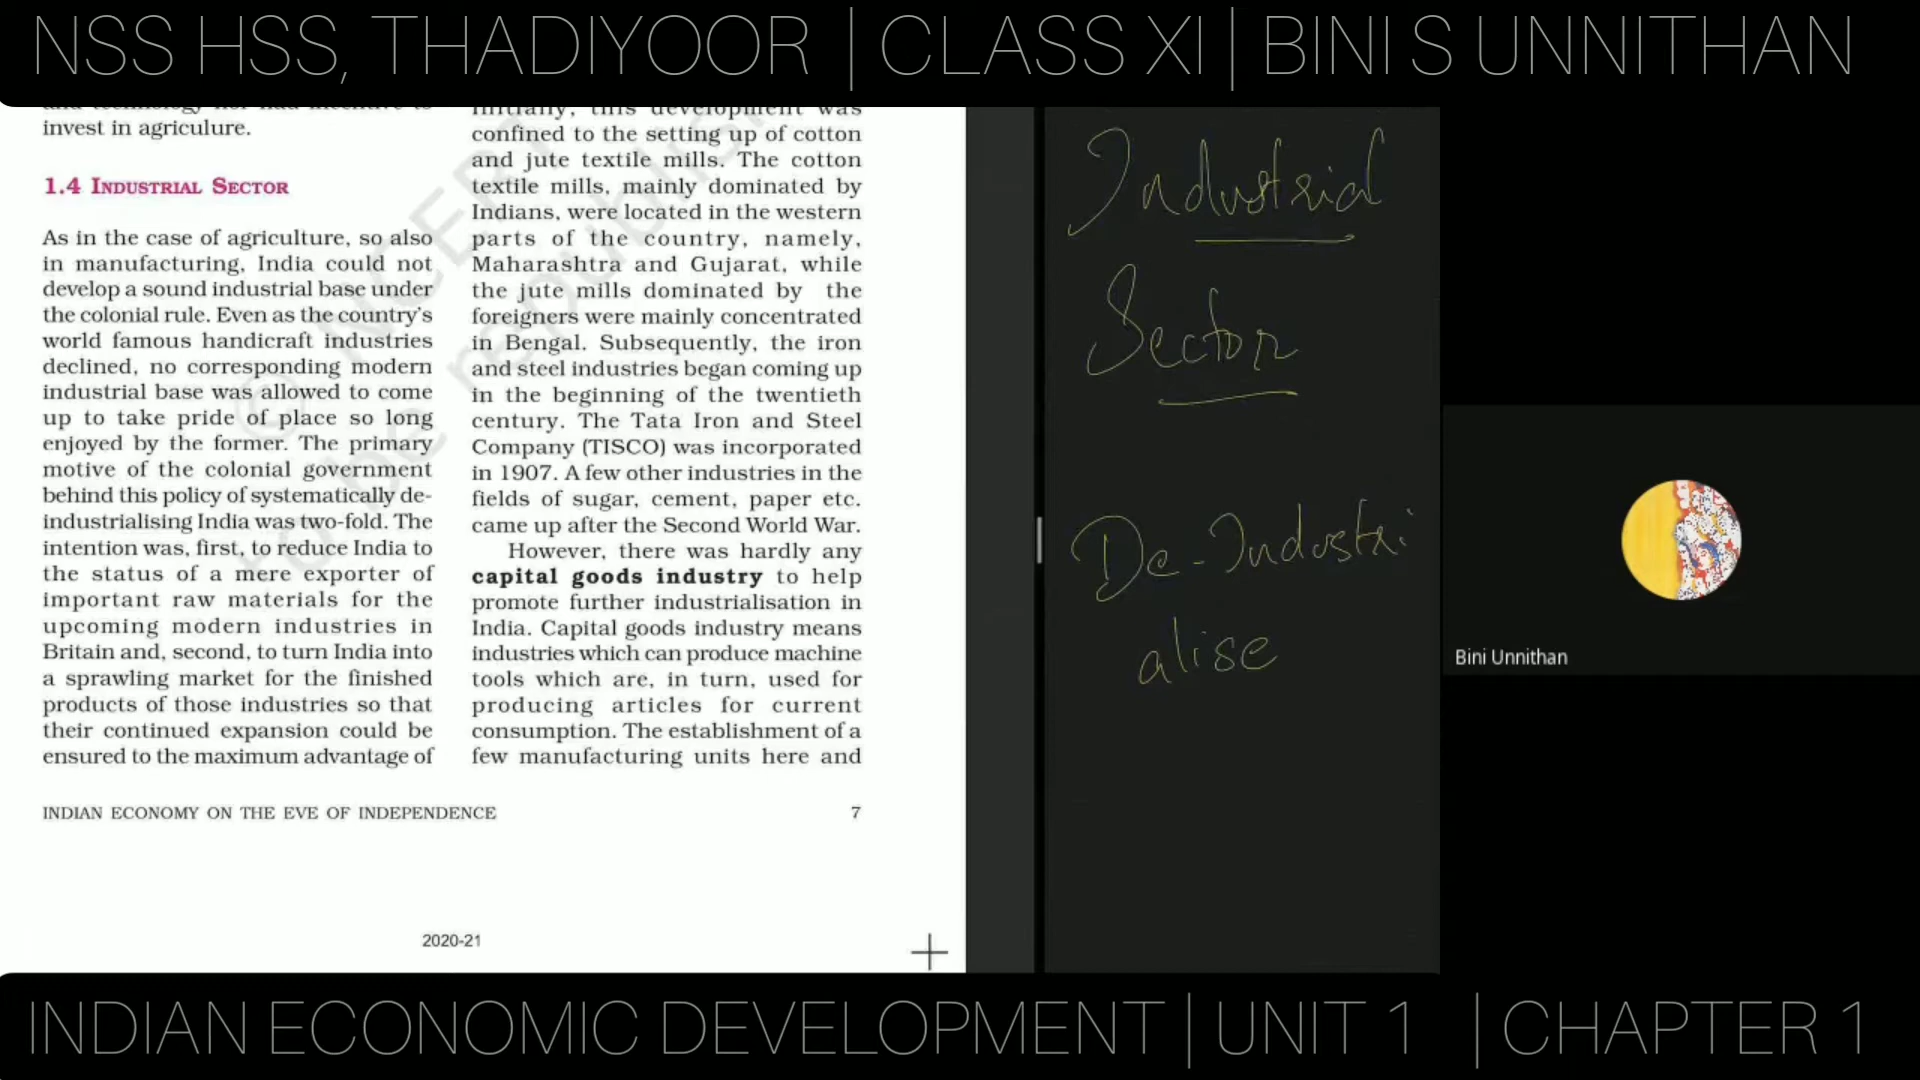 NSS HSS, THADIYOOR | CLASS XI | BINI S UNNITHAN
invest in agriculure.
1.4 INDUSTRIAL SECTOR
As in the case of agriculture, so also
in manufacturing, India could not
develop a sound industrial base under
the colonial rule. Even as the country's
world famous handicraft industries
declined, no corresponding modern
industrial base was allowed to come
up to take pride of place so long
enjoyed by the former. The primary
motive of the colonial government
behind this policy of systematically de-
industrialising India was two-fold. The
intention was, first, to reduce India to
the status of a mere exporter of
important raw materials for the
upcoming modern industries in
Britain and, second, to turn India into
a sprawling market for the finished
products of those industries so that
their continued expansion could be
ensured to the maximum advantage of
Initially, this development was
confined to the setting up of cotton
and jute textile mills. The cotton
textile mills, mainly dominated by
Indians, were located in the western
parts of the country, namely,
Maharashtra and Gujarat, while
the jute mills dominated by the
foreigners were mainly concentrated
in Bengal. Subsequently, the iron
and steel industries began coming up
in the beginning of the twentieth
century. The Tata Iron and Steel
Company (TISCO) was incorporated
in 1907. A few other industries in the
fields of sugar, cement, paper etc.
came up after the Second World War.
However, there was hardly any
capital goods industry to help
promote further industrialisation in
India. Capital goods industry means
industries which can produce machine
tools which are, in turn, used for
producing articles for current
consumption. The establishment of a
few manufacturing units here and
INDIAN ECONOMY ON THE EVE OF INDEPENDENCE 7
2020-21
Industrial
Sector
De-Industri
alise
Bini Unnithan
INDIAN ECONOMIC DEVELOPMENT | UNIT 1 | CHAPTER 1